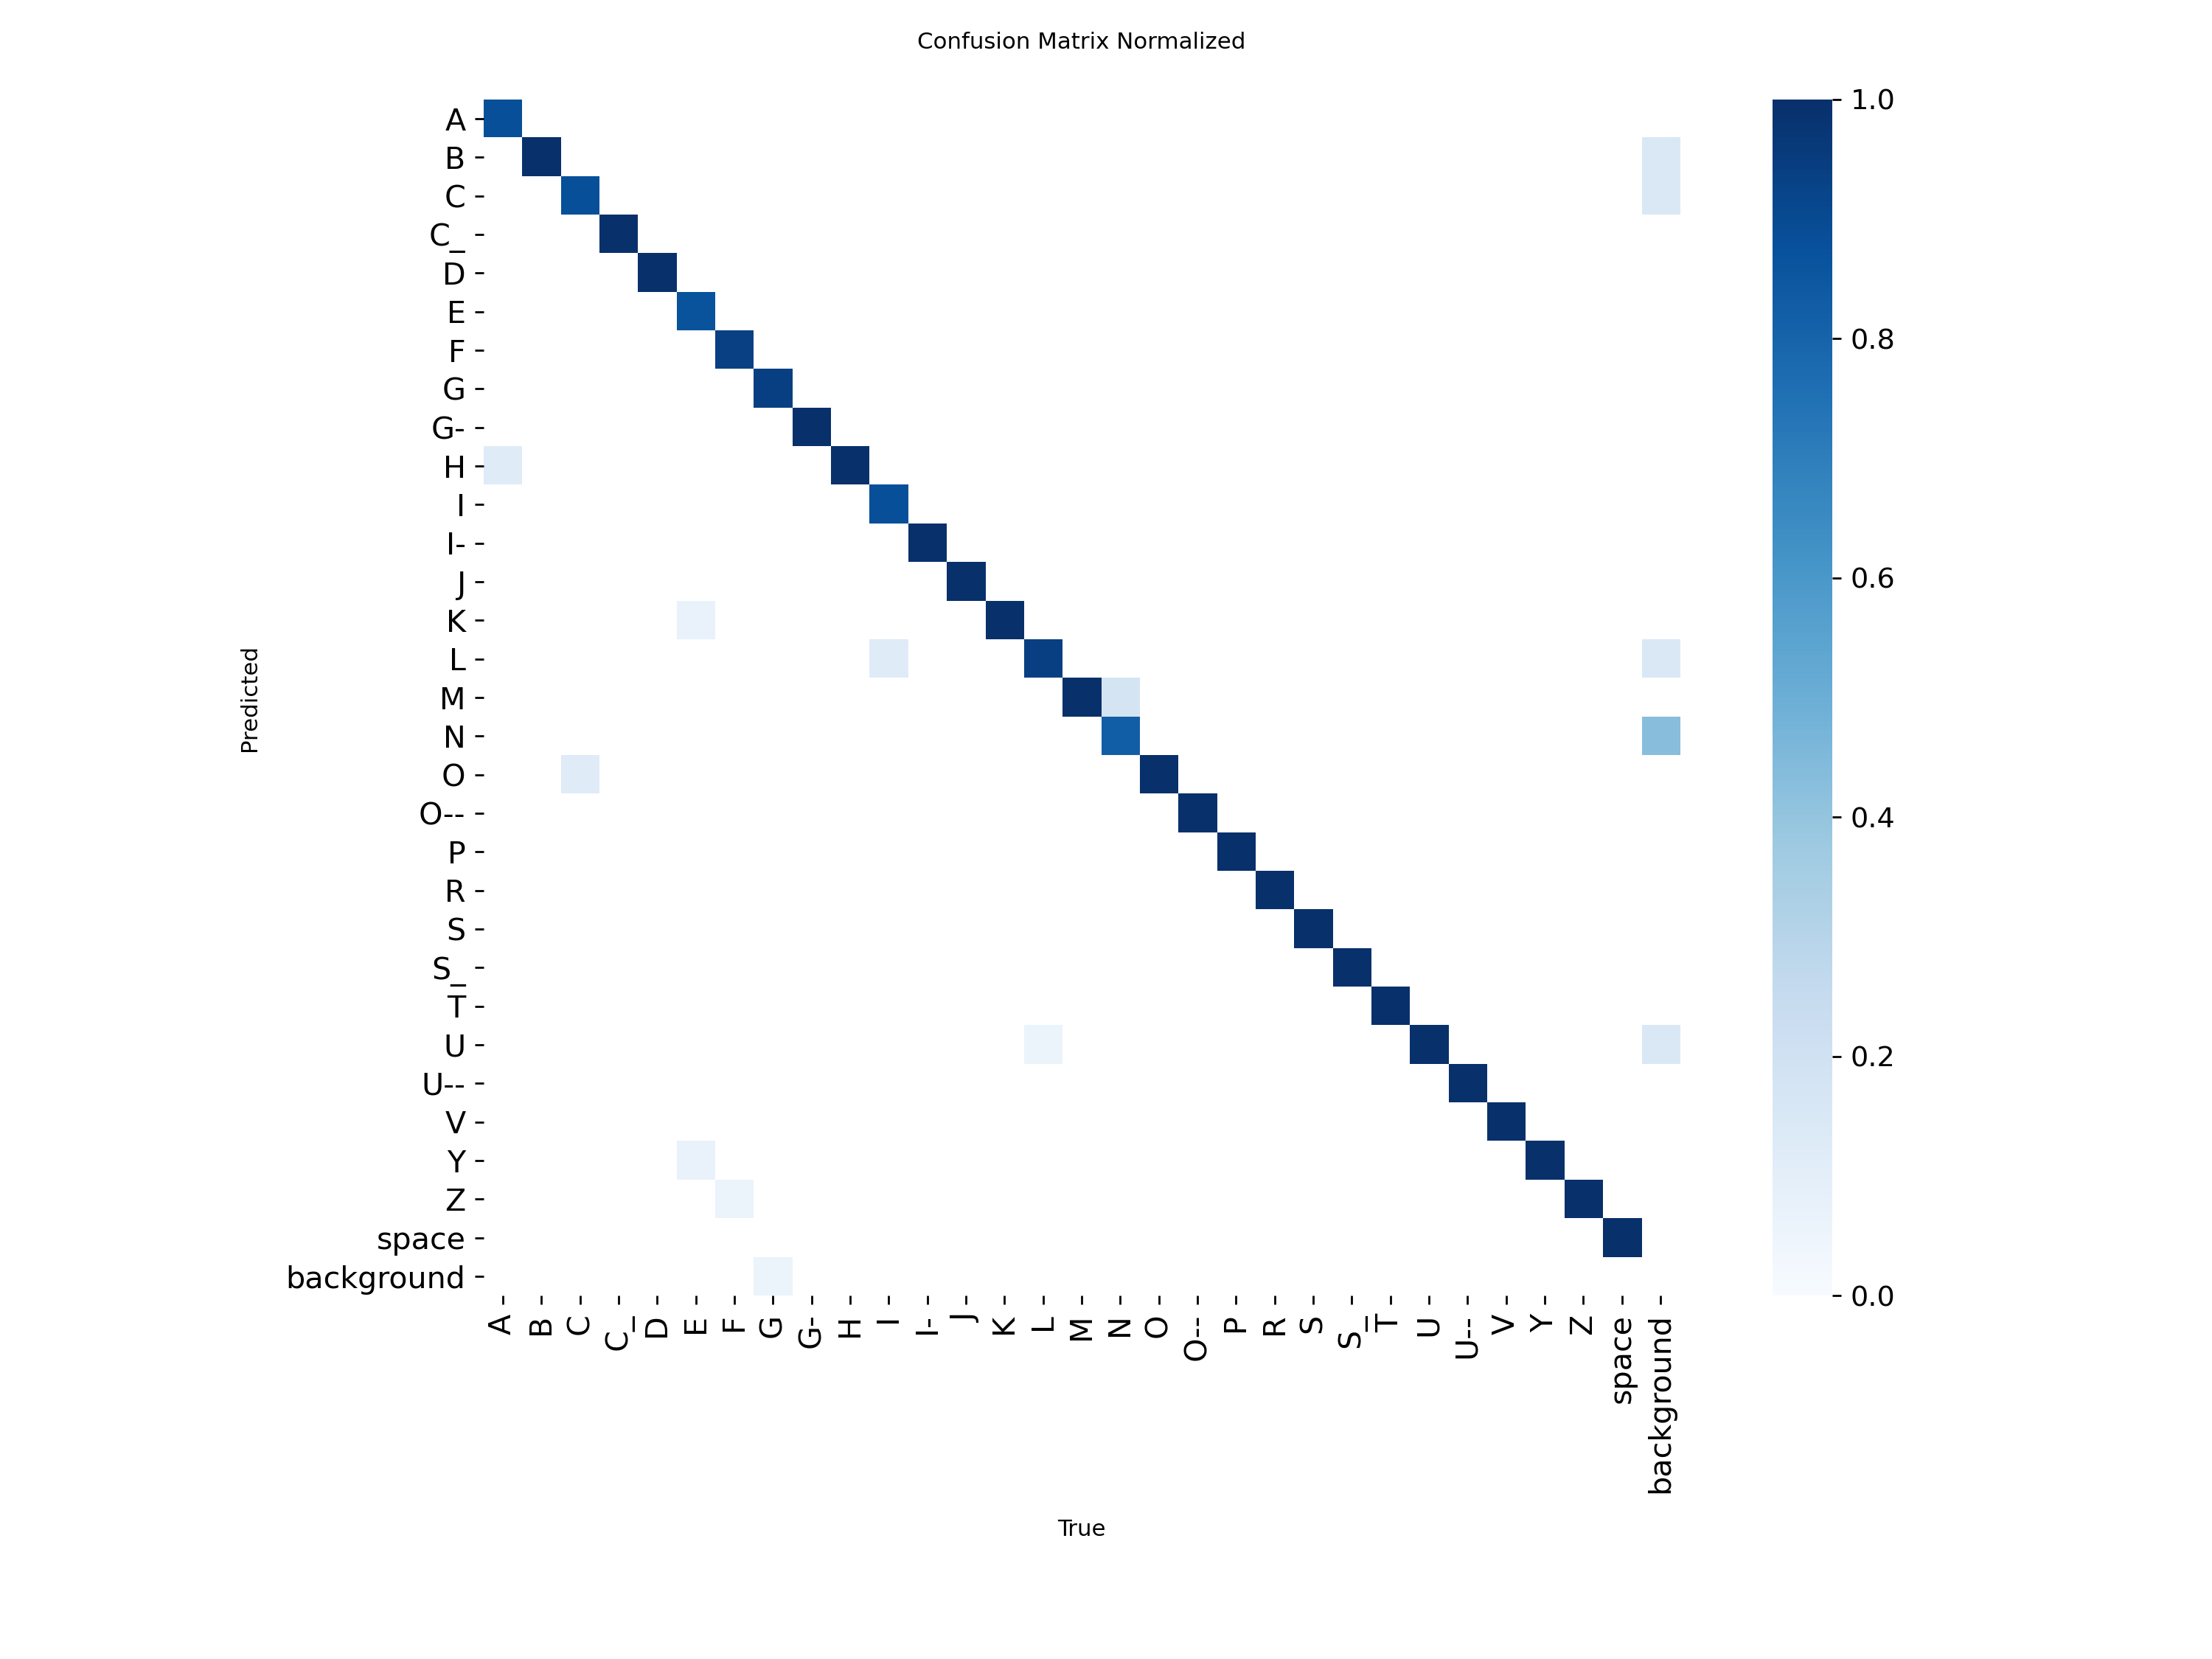 Confusion Matrix Normalized
A
B
C
C_
D
E
F
G
G-
H
I
I-
J
K
L
M
N
O
O--
P
R
S
S_
T
U
U--
V
Y
Z
space
background
Predicted
A
B
C
C_
D
E
F
G
G-
H
I
I-
J
K
L
M
N
O
O--
P
R
S
S_
T
U
U--
V
Y
Z
space
background
True
1.0
0.8
0.6
0.4
0.2
0.0